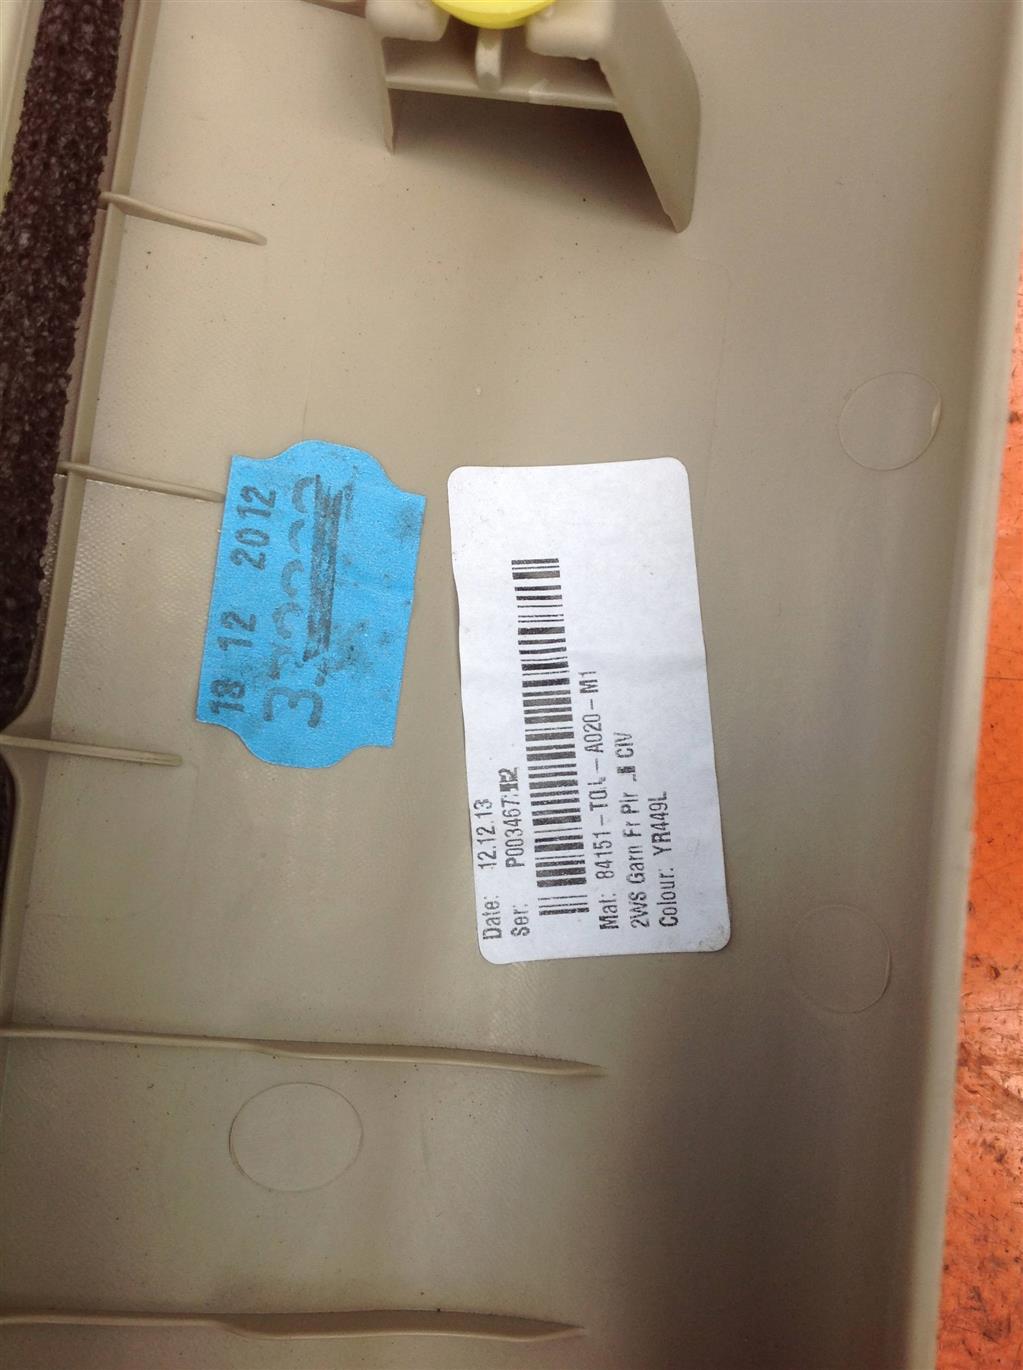 18 12 2012
Date: 12.12.13
Ser:
Mat: 84151-T0L-A020-M1
2WS Garn Fr Plr CIV
Colour: YR449L